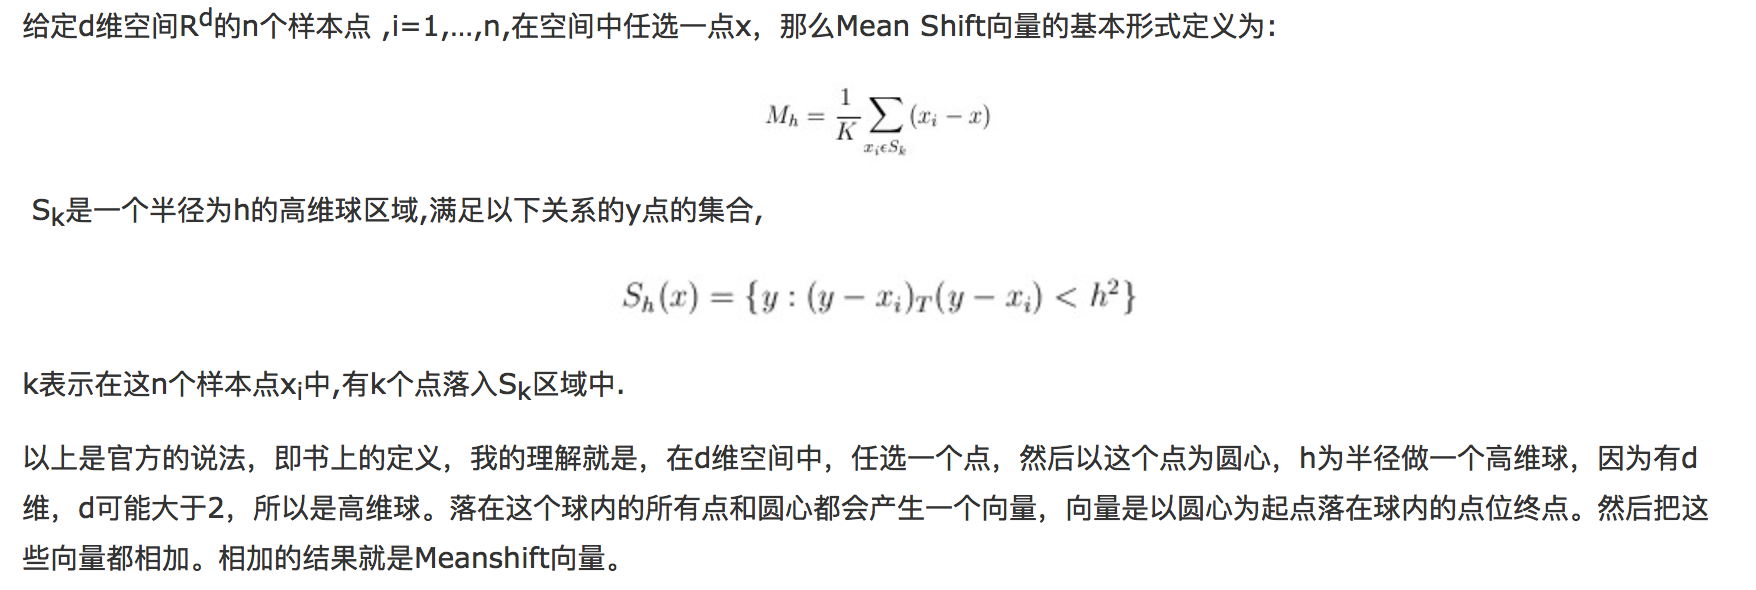 给定d维空间R^d的n个样本点 ,i=1,…,n,在空间中任选一点x，那么Mean Shift向量的基本形式定义为:
M_h = \frac{1}{K} \sum_{x_i \epsilon S_k} (x_i − x)
S_k是一个半径为h的高维球区域,满足以下关系的y点的集合,
S_h(x) = {y : (y − x_i)_T(y − x_i) < h^2}
k表示在这n个样本点x_i中,有k个点落入S_k区域中.
以上是官方的说法，即书上的定义，我的理解就是，在d维空间中，任选一个点，然后以这个点为圆心，h为半径做一个高维球，因为有d
维，d可能大于2，所以是高维球。落在这个球内的所有点和圆心都会产生一个向量，向量是以圆心为起点落在球内的点位终点。然后把这
些向量都相加。相加的结果就是Meanshift向量。